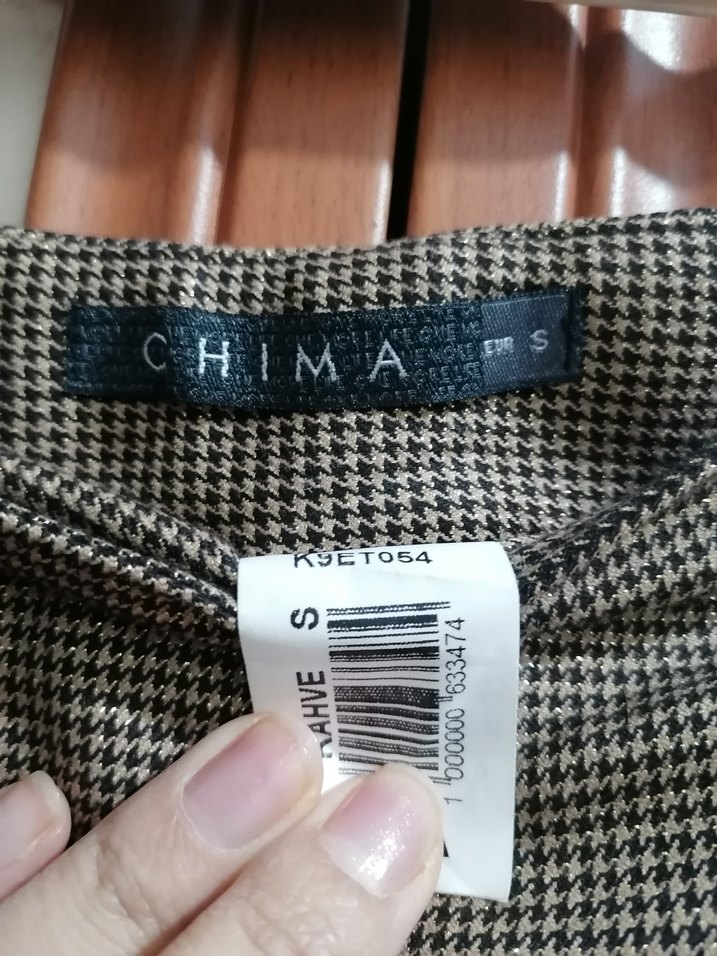 CHIMA
EUR S
K9ET054
KAHVE S
1 000000 633474